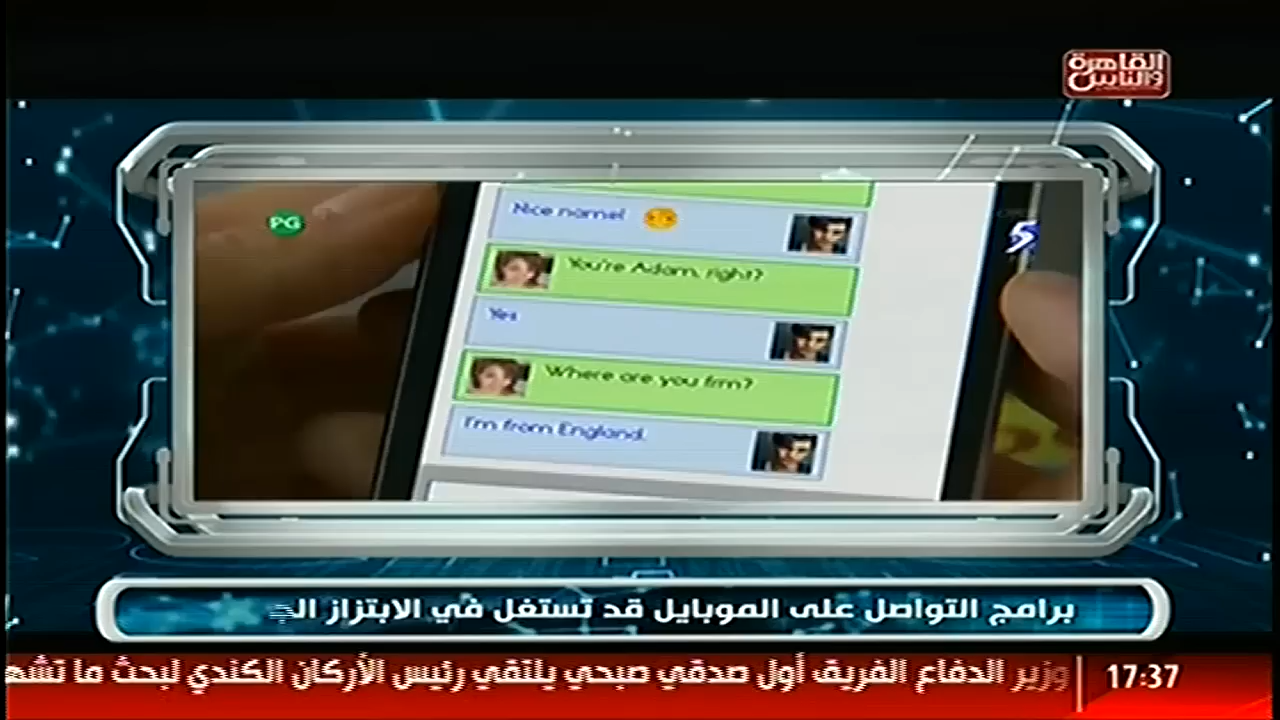 القاهرة
والناس
PG
5
Nice name!
You're Adam, right?
Yes
Where are you frm?
I'm from England.
برامج التواصل على الموبايل قد تستغل في الابتزاز
وزير الدفاع الفريق أول صدقي صبحي يلتقي رئيس الأركان الكندي لبحث ما
17:37